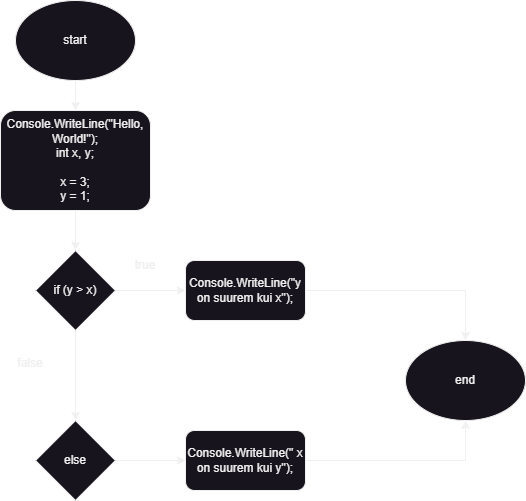 start
Console.WriteLine("Hello,
World!");
int x, y;
x = 3;
y = 1;
if (y > x)
true
Console.WriteLine("y
on suurem kui x");
false
end
else
Console.WriteLine(" x
on suurem kui y");